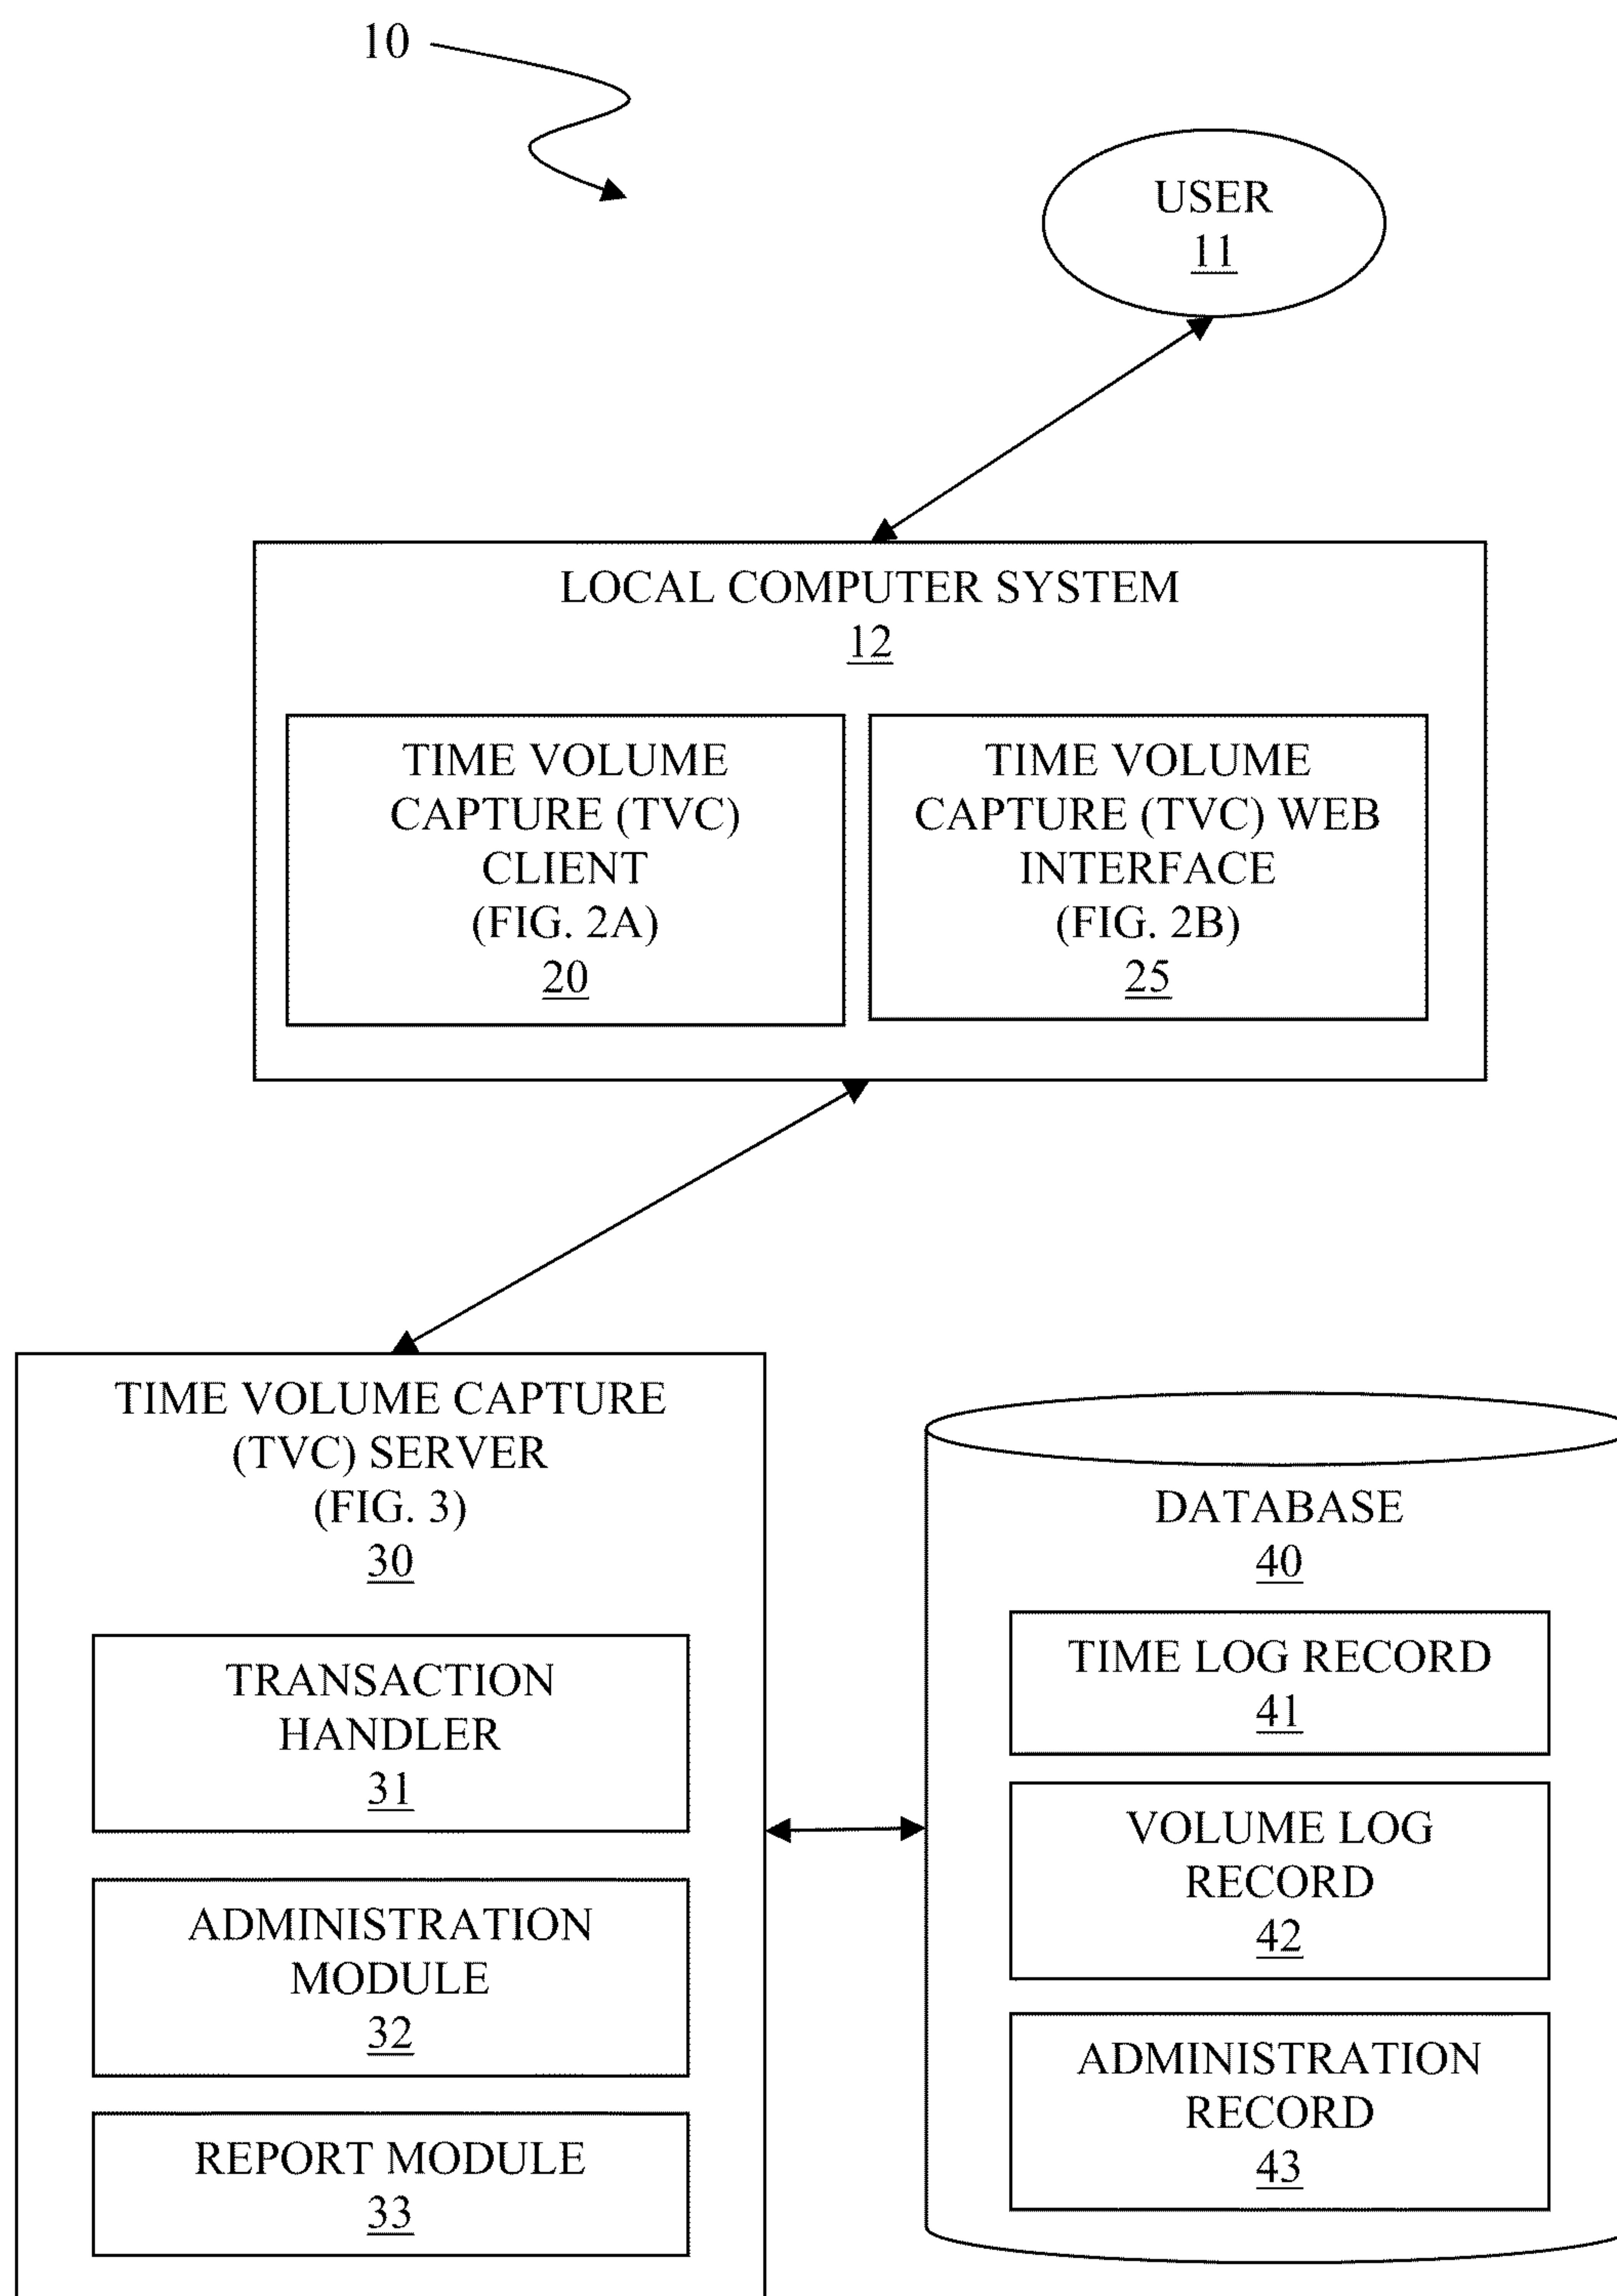 10
USER
11
LOCAL COMPUTER SYSTEM
12
TIME VOLUME
CAPTURE (TVC)
CLIENT
(FIG. 2A)
20
TIME VOLUME
CAPTURE (TVC) WEB
INTERFACE
(FIG. 2B)
25
TIME VOLUME CAPTURE
(TVC) SERVER
(FIG. 3)
30
TRANSACTION
HANDLER
31
ADMINISTRATION
MODULE
32
REPORT MODULE
33
DATABASE
40
TIME LOG RECORD
41
VOLUME LOG
RECORD
42
ADMINISTRATION
RECORD
43